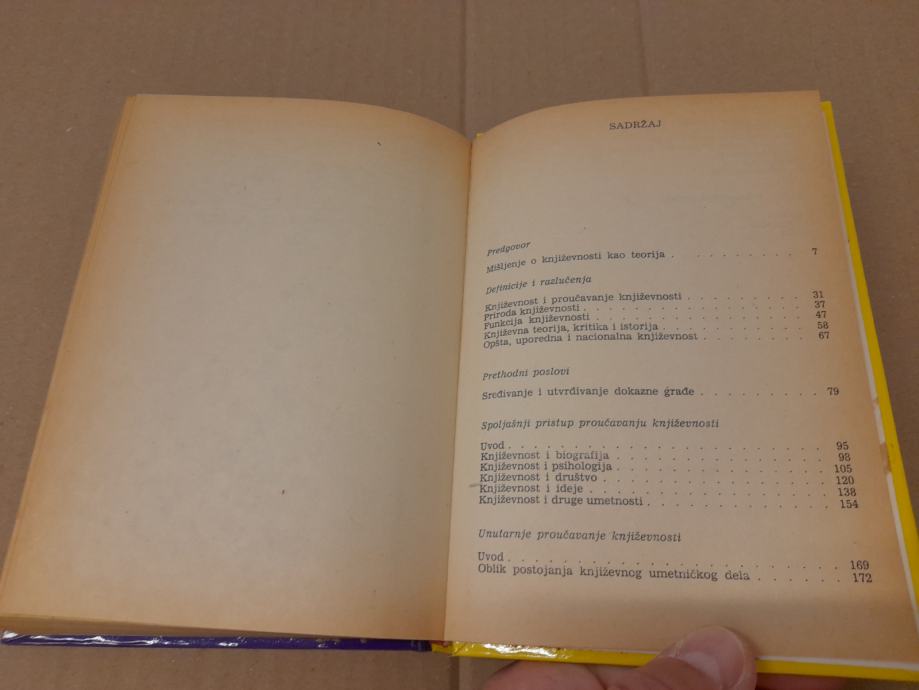 SADRŽAJ
Predgovor
Mišljenje o književnosti kao teorija . . . . . . . . . 7
Definicije i razlučenja
Književnost i proučavanje književnosti . . . . . . . . 31
Priroda književnosti . . . . . . . . . . . . . . . 37
Funkcija književnosti . . . . . . . . . . . . . . 47
Književna teorija, kritika i istorija . . . . . . . . . . 58
Opšta, uporedna i nacionalna književnost . . . . . . . 67
Prethodni poslovi
Sređivanje i utvrđivanje dokazne građe . . . . . . . . 79
Spoljašnji pristup proučavanju književnosti
Uvod . . . . . . . . . . . . . . . . . . . . 95
Književnost i biografija . . . . . . . . . . . . . 98
Književnost i psihologija . . . . . . . . . . . . . 105
Književnost i društvo . . . . . . . . . . . . . . 120
Književnost i ideje . . . . . . . . . . . . . . . 138
Književnost i druge umetnosti . . . . . . . . . . . 154
Unutarnje proučavanje književnosti
Uvod . . . . . . . . . . . . . . . . . . . . 169
Oblik postojanja književnog umetničkog dela . . . . . . 172